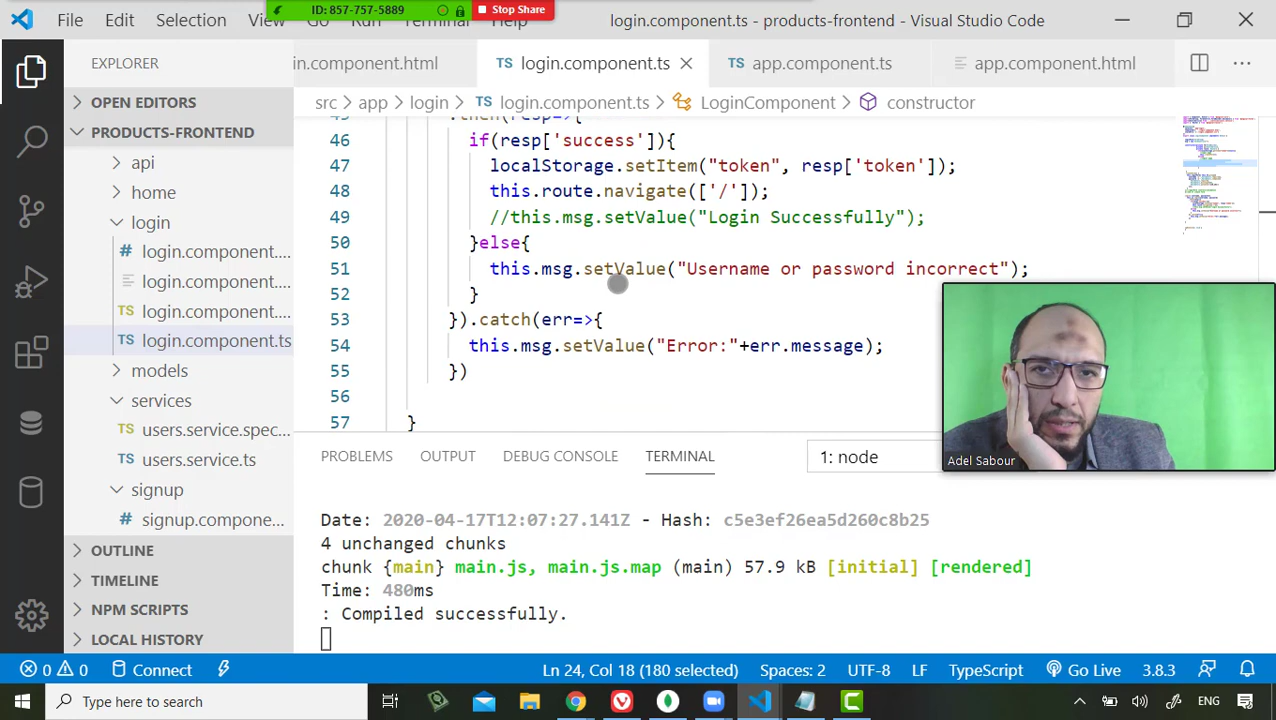 ID: 857-757-5889
Stop Share
File Edit Selection Help login.component.ts - products-frontend - Visual Studio Code
EXPLORER
in.component.html
TS login.component.ts
TS app.component.ts
app.component.html
OPEN EDITORS
src > app > login > TS login.component.ts > LoginComponent > constructor
PRODUCTS-FRONTEND
api
home
login
# login.component....
login.component....
TS login.component....
TS login.component.ts
models
services
TS users.service.spec...
TS users.service.ts
signup
# signup.compone...
OUTLINE
TIMELINE
NPM SCRIPTS
LOCAL HISTORY
.then(resp=>{
46 if(resp['success']){
47 localStorage.setItem("token", resp['token']);
48 this.route.navigate(['/']);
49 //this.msg.setValue("Login Successfully");
50 }else{
51 this.msg.setValue("Username or password incorrect");
52 }
53 }).catch(err=>{
54 this.msg.setValue("Error:"+err.message);
55 })
56
57 }
Adel Sabour
PROBLEMS OUTPUT DEBUG CONSOLE TERMINAL 1: node
Date: 2020-04-17T12:07:27.141Z - Hash: c5e3ef26ea5d260c8b25
4 unchanged chunks
chunk {main} main.js, main.js.map (main) 57.9 kB [initial] [rendered]
Time: 480ms
: Compiled successfully.
0 0 Connect Ln 24, Col 18 (180 selected) Spaces: 2 UTF-8 LF TypeScript Go Live 3.8.3
Type here to search
ENG